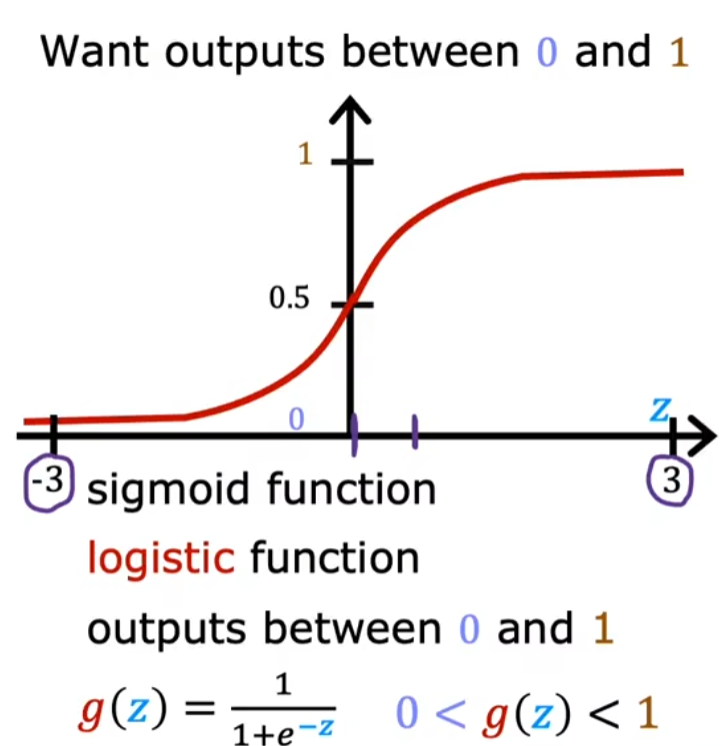 Want outputs between 0 and 1
1
0.5
0
z
-3
3
sigmoid function
logistic function
outputs between 0 and 1
g(z) = 1/(1+e^−z)    0 < g(z) < 1